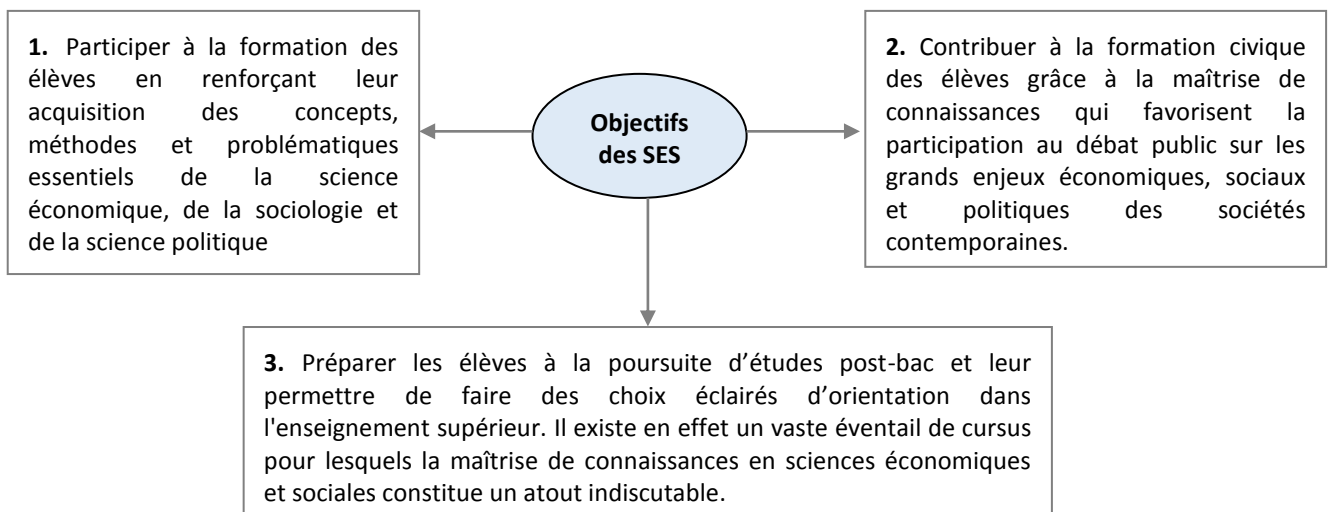 1. Participer à la formation des
élèves en renforçant leur
acquisition des concepts,
méthodes et problématiques
essentiels de la science
économique, de la sociologie et
de la science politique
Objectifs
des SES
2. Contribuer à la formation civique
des élèves grâce à la maîtrise de
connaissances qui favorisent la
participation au débat public sur les
grands enjeux économiques, sociaux
et politiques des sociétés
contemporaines.
3. Préparer les élèves à la poursuite d’études post-bac et leur
permettre de faire des choix éclairés d’orientation dans
l'enseignement supérieur. Il existe en effet un vaste éventail de cursus
pour lesquels la maîtrise de connaissances en sciences économiques
et sociales constitue un atout indiscutable.